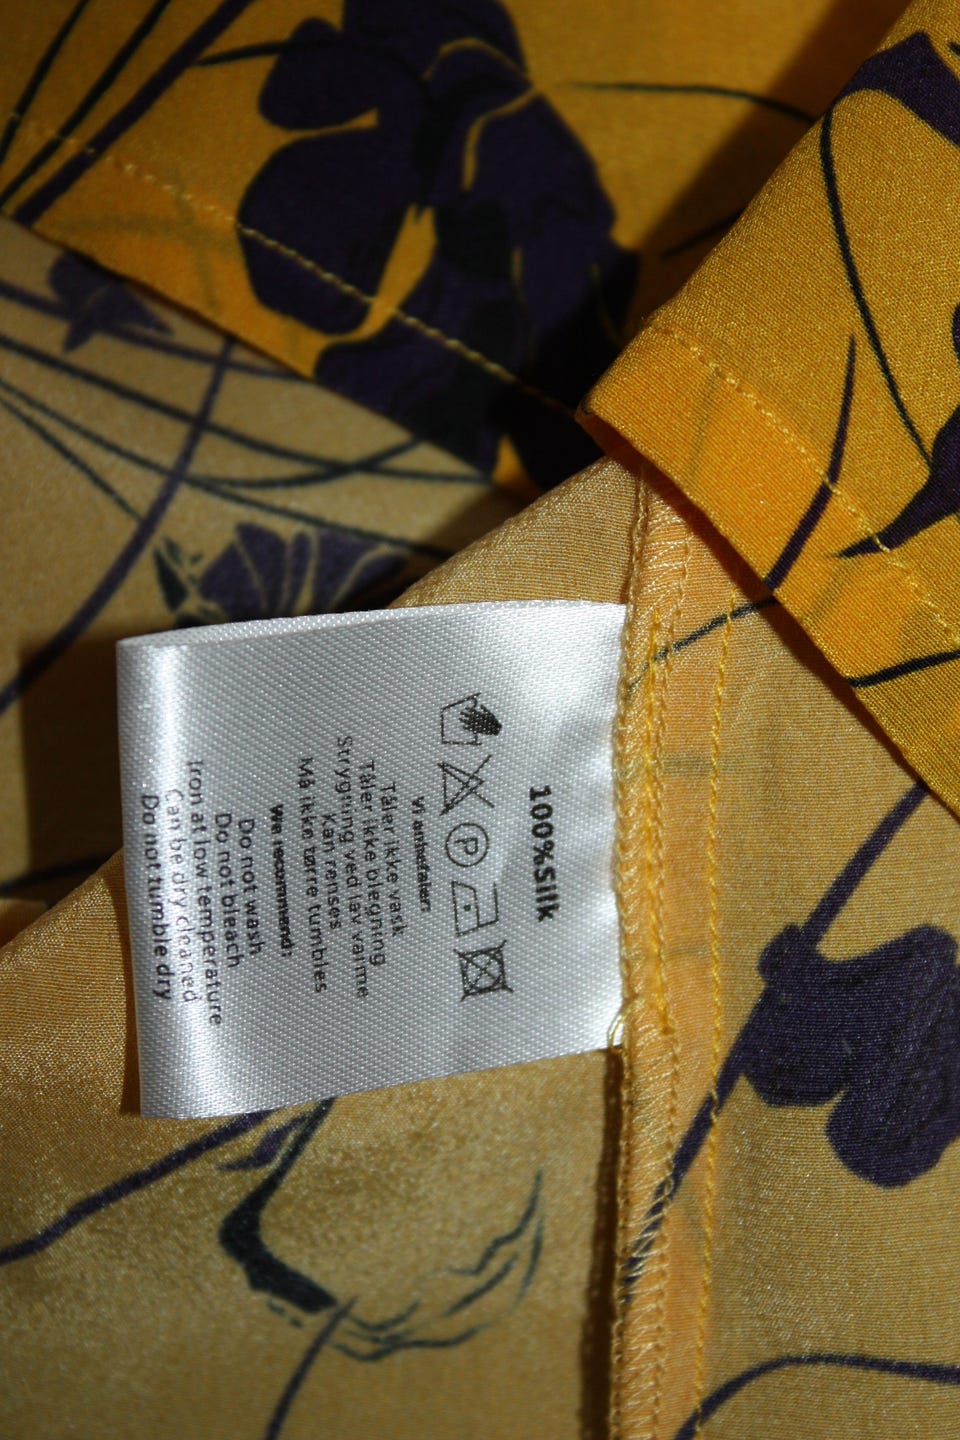 100%Silk
P
Vi anbefaler:
Tåler ikke vask
Tåler ikke blegning
Strygning ved lav varme
Kan renses
Må ikke tørre tumbles
We recommend:
Do not wash
Do not bleach
Iron at low temperature
Can be dry cleaned
Do not tumble dry